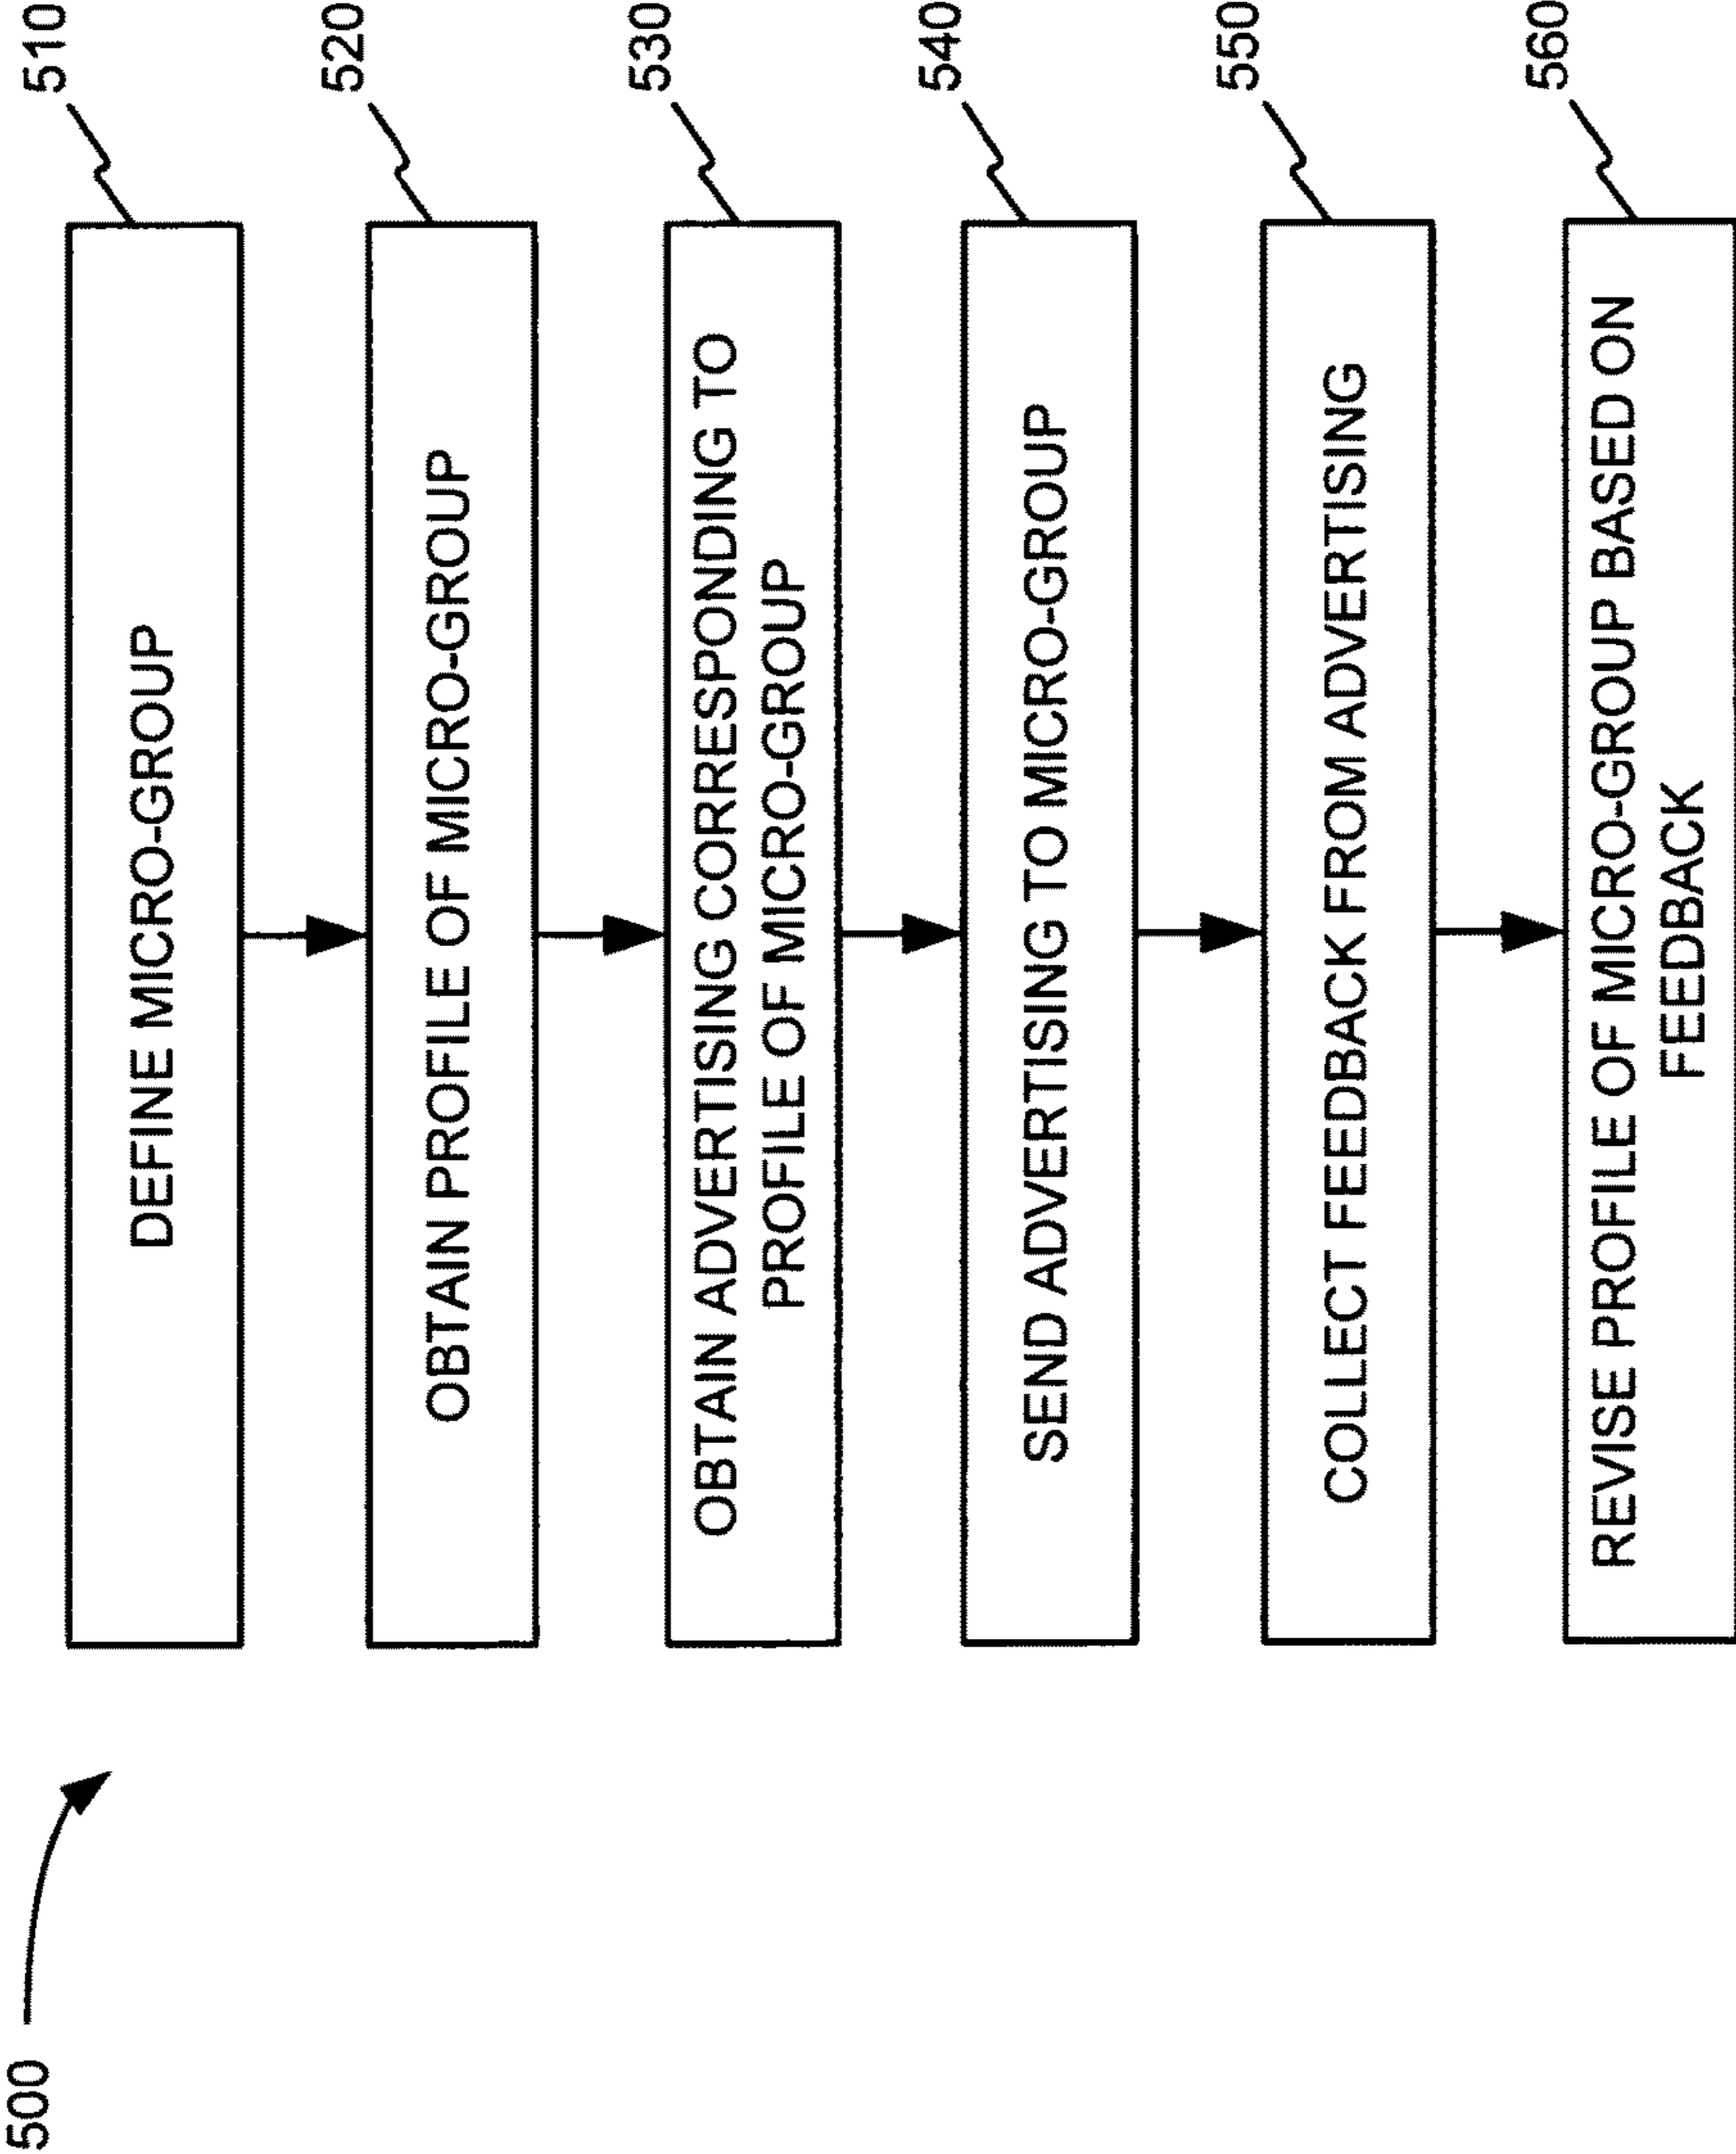 500
510
DEFINE MICRO-GROUP
520
OBTAIN PROFILE OF MICRO-GROUP
530
OBTAIN ADVERTISING CORRESPONDING TO
PROFILE OF MICRO-GROUP
540
SEND ADVERTISING TO MICRO-GROUP
550
COLLECT FEEDBACK FROM ADVERTISING
560
REVISE PROFILE OF MICRO-GROUP BASED ON
FEEDBACK